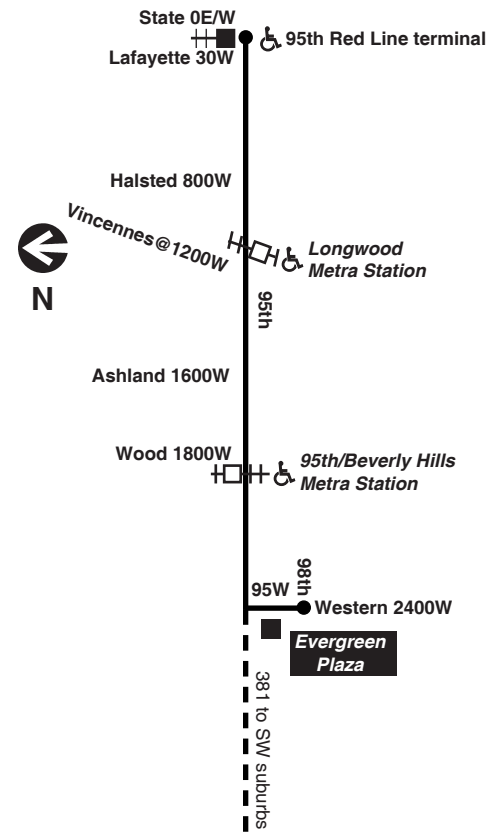 State 0E/W
95th Red Line terminal
Lafayette 30W
Halsted 800W
Vincennes@1200W
Longwood
Metra Station
N
95th
Ashland 1600W
Wood 1800W
95th/Beverly Hills
Metra Station
98th
95W
Western 2400W
Evergreen
Plaza
381 to SW suburbs